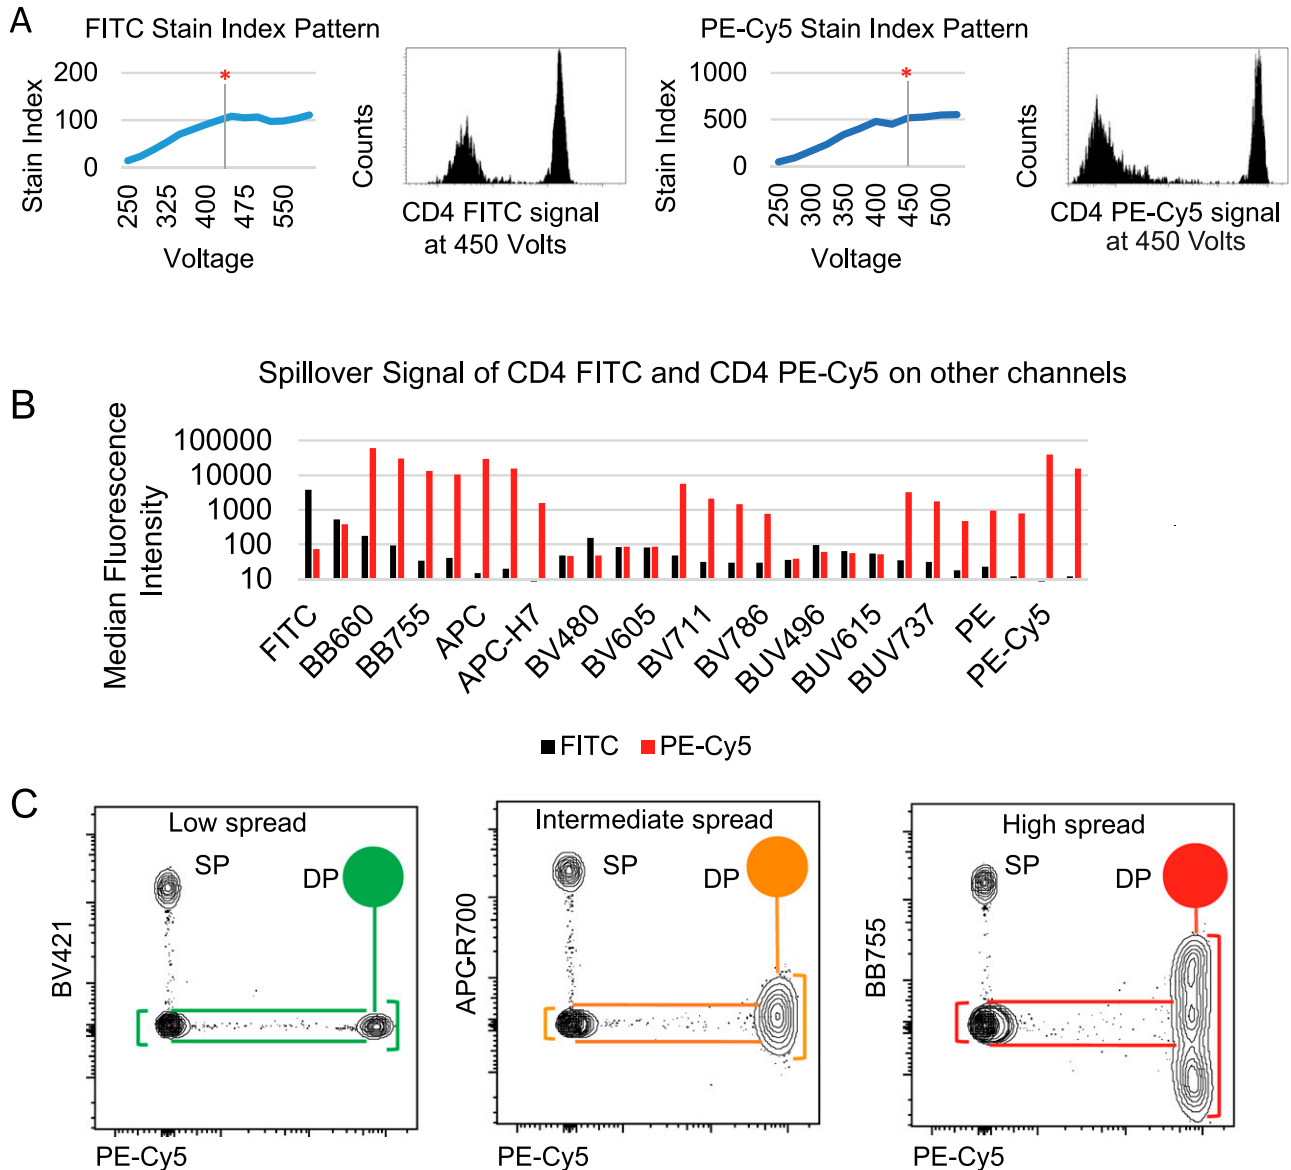 A
FITC Stain Index Pattern
Stain Index
200
100
0
*
250
325
400
475
550
Voltage
Counts
CD4 FITC signal
at 450 Volts
PE-Cy5 Stain Index Pattern
Stain Index
1000
500
0
*
250
300
350
400
450
500
Voltage
Counts
CD4 PE-Cy5 signal
at 450 Volts
B
Spillover Signal of CD4 FITC and CD4 PE-Cy5 on other channels
Median Fluorescence
Intensity
100000
10000
1000
100
10
FITC
BB660
BB755
APC
APC-H7
BV480
BV605
BV711
BV786
BUV496
BUV615
BUV737
PE
PE-Cy5
FITC
PE-Cy5
C
Low spread
SP
DP
BV421
PE-Cy5
Intermediate spread
SP
DP
APC-R700
PE-Cy5
High spread
SP
DP
BB755
PE-Cy5